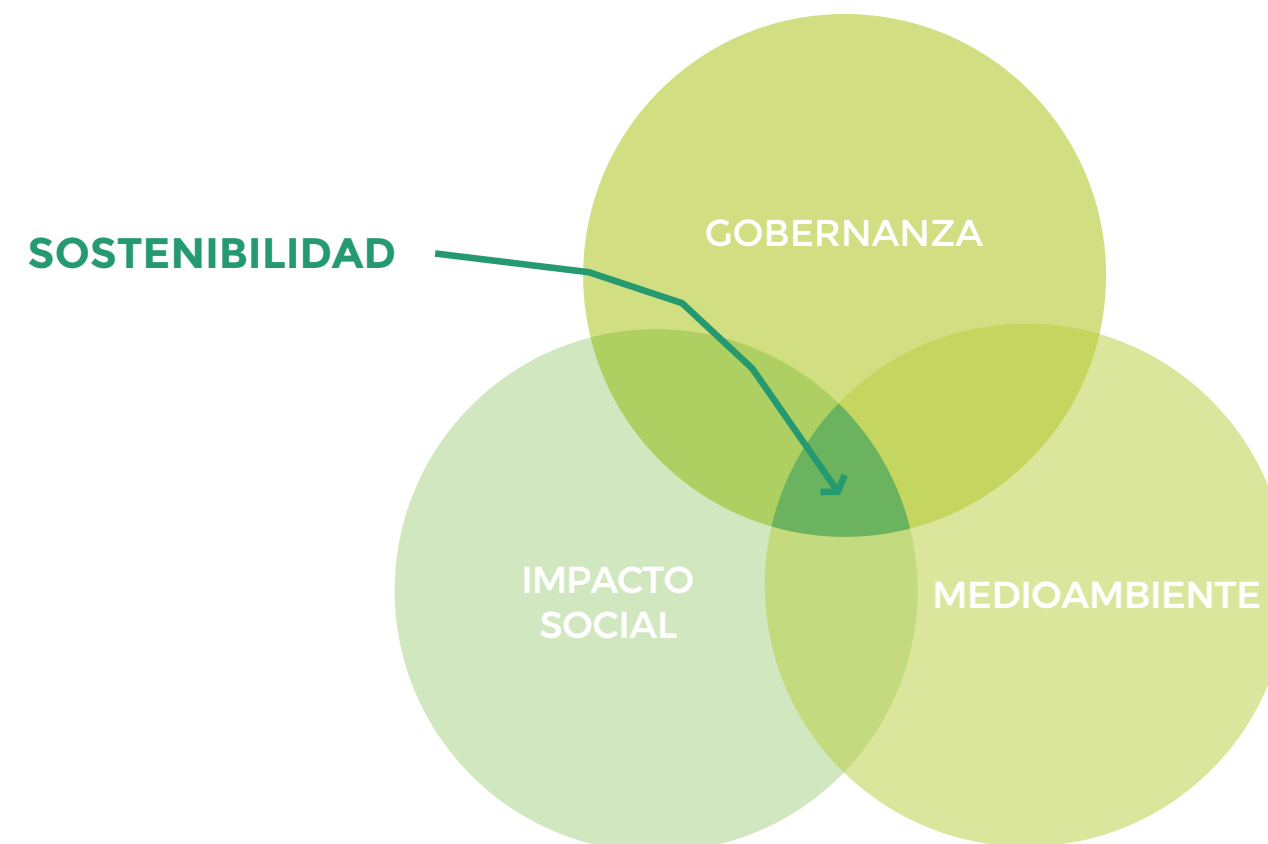 GOBERNANZA
SOSTENIBILIDAD
IMPACTO
SOCIAL
MEDIOAMBIENTE